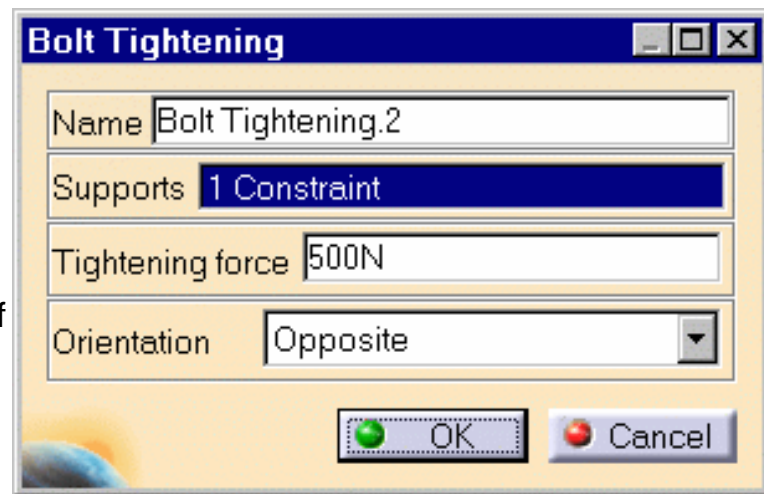 Bolt Tightening
Name Bolt Tightening.2
Supports 1 Constraint
Tightening force 500N
f
Orientation Opposite
OK Cancel